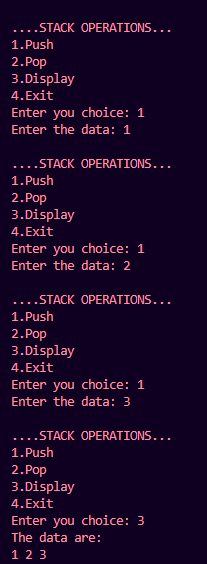 ....STACK OPERATIONS...
1.Push
2.Pop
3.Display
4.Exit
Enter you choice: 1
Enter the data: 1
....STACK OPERATIONS...
1.Push
2.Pop
3.Display
4.Exit
Enter you choice: 1
Enter the data: 2
....STACK OPERATIONS...
1.Push
2.Pop
3.Display
4.Exit
Enter you choice: 1
Enter the data: 3
....STACK OPERATIONS...
1.Push
2.Pop
3.Display
4.Exit
Enter you choice: 3
The data are:
1 2 3